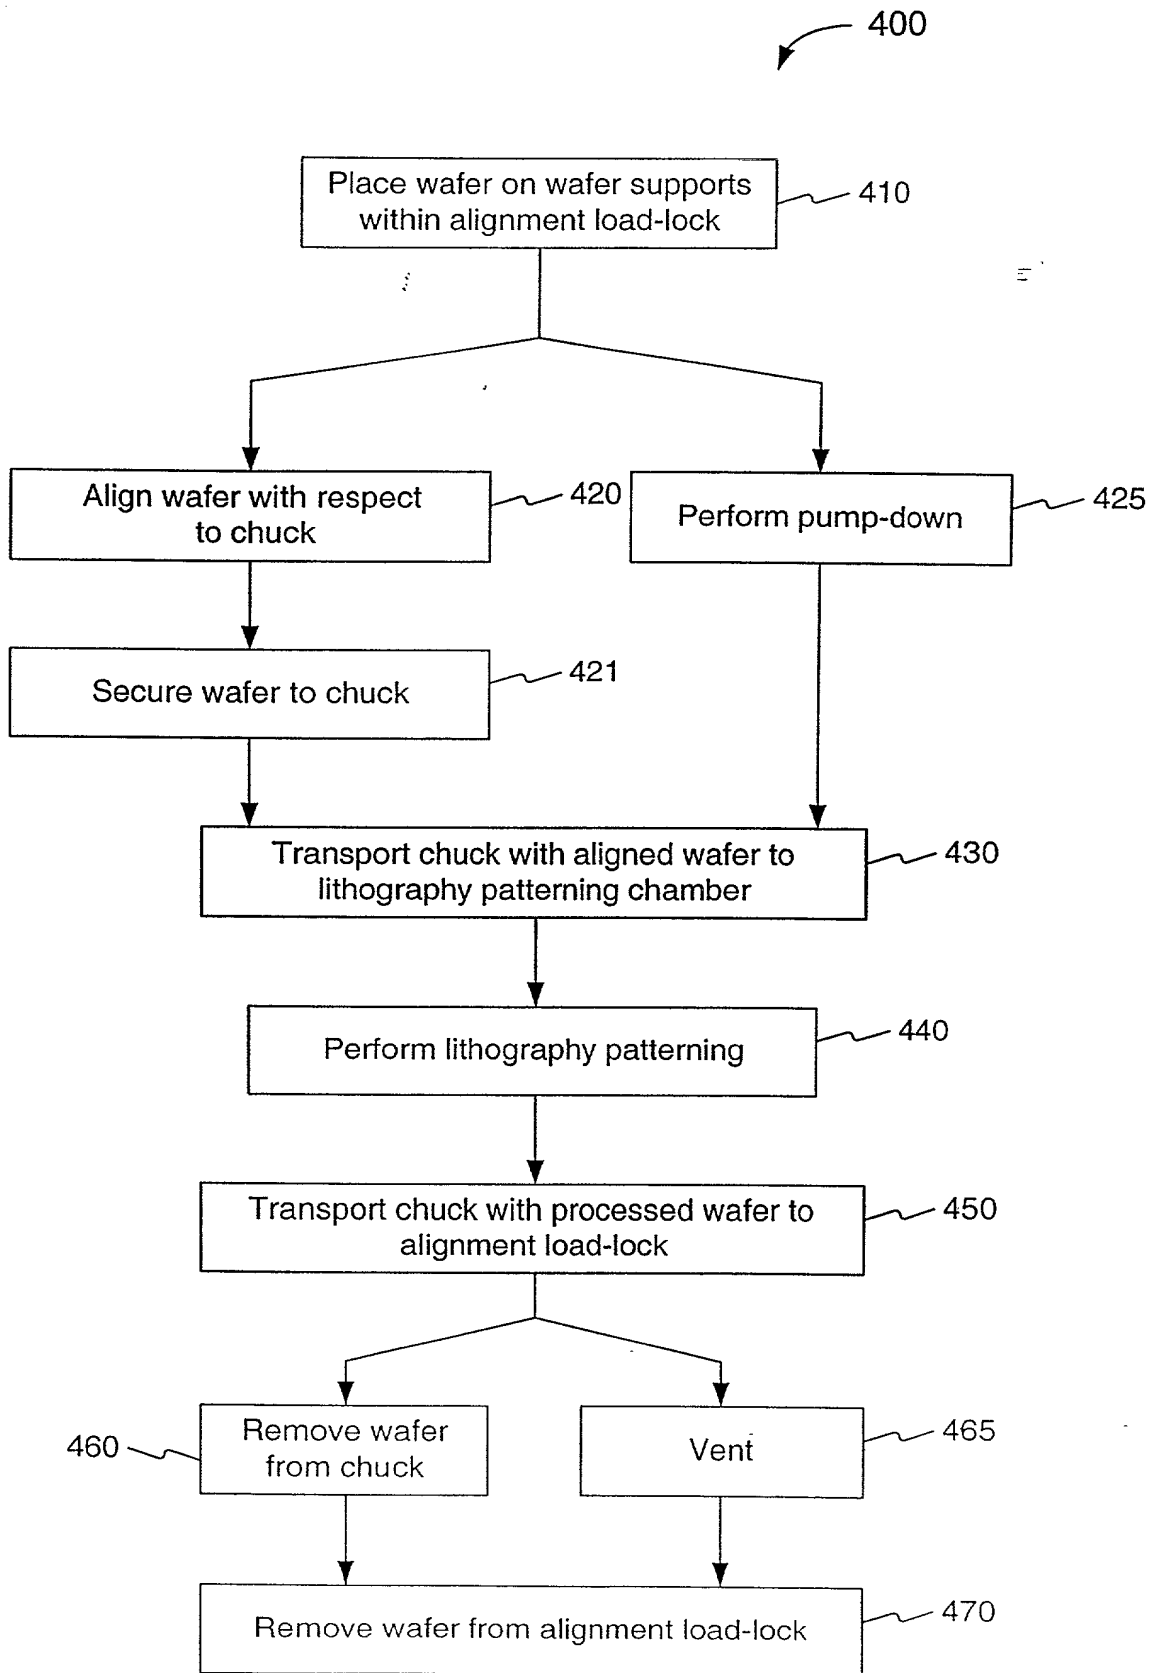 400
Place wafer on wafer supports
within alignment load-lock
410
Align wafer with respect
to chuck
420
Perform pump-down
425
Secure wafer to chuck
421
Transport chuck with aligned wafer to
lithography patterning chamber
430
Perform lithography patterning
440
Transport chuck with processed wafer to
alignment load-lock
450
460
Remove wafer
from chuck
Vent
465
Remove wafer from alignment load-lock
470